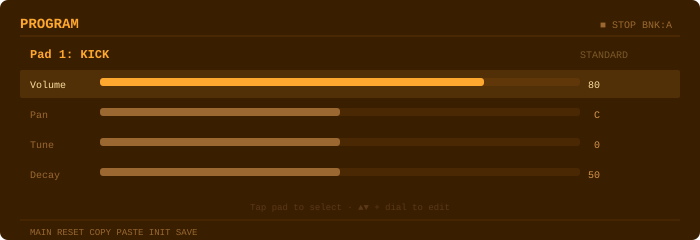 PROGRAM ■ STOP BNK:A
Pad 1: KICK STANDARD
Volume 80
Pan C
Tune 0
Decay 50
Tap pad to select · ▲▼ + dial to edit
MAIN RESET COPY PASTE INIT SAVE